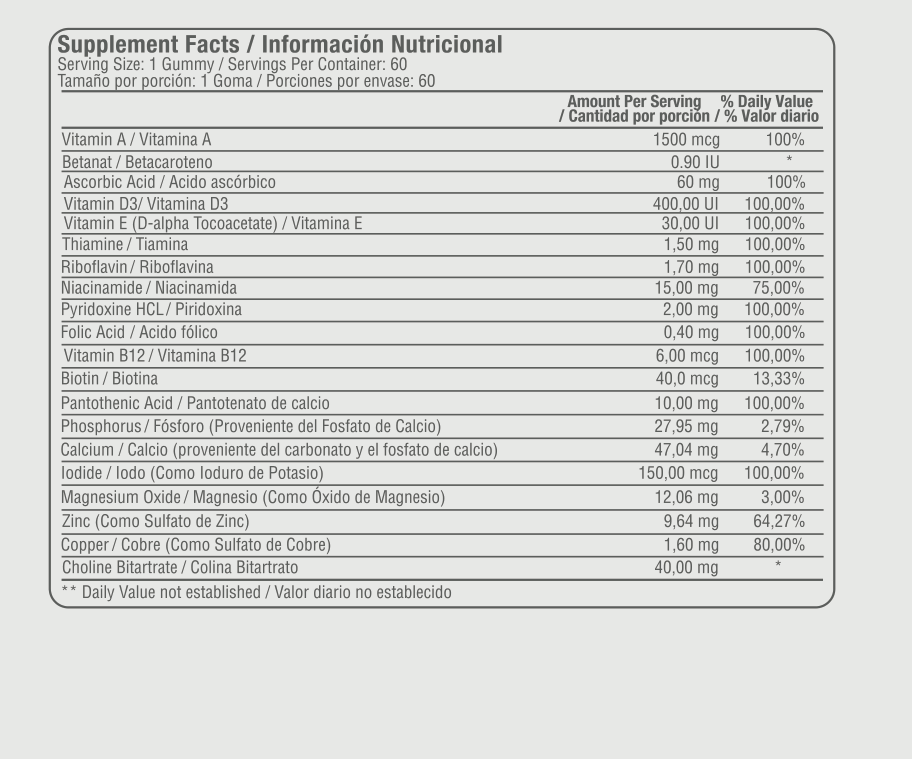 Supplement Facts / Información Nutricional
Serving Size: 1 Gummy / Servings Per Container: 60
Tamaño por porción: 1 Goma / Porciones por envase: 60
Amount Per Serving % Daily Value
/ Cantidad por porción / % Valor diario
Vitamin A / Vitamina A 1500 mcg 100%
Betanat / Betacaroteno 0.90 IU *
Ascorbic Acid / Acido ascórbico 60 mg 100%
Vitamin D3/ Vitamina D3 400,00 UI 100,00%
Vitamin E (D-alpha Tocoacetate) / Vitamina E 30,00 UI 100,00%
Thiamine / Tiamina 1,50 mg 100,00%
Riboflavin / Riboflavina 1,70 mg 100,00%
Niacinamide / Niacinamida 15,00 mg 75,00%
Pyridoxine HCL / Piridoxina 2,00 mg 100,00%
Folic Acid / Acido fólico 0,40 mg 100,00%
Vitamin B12 / Vitamina B12 6,00 mcg 100,00%
Biotin / Biotina 40,0 mcg 13,33%
Pantothenic Acid / Pantotenato de calcio 10,00 mg 100,00%
Phosphorus / Fósforo (Proveniente del Fosfato de Calcio) 27,95 mg 2,79%
Calcium / Calcio (proveniente del carbonato y el fosfato de calcio) 47,04 mg 4,70%
Iodide / Iodo (Como Ioduro de Potasio) 150,00 mcg 100,00%
Magnesium Oxide / Magnesio (Como Óxido de Magnesio) 12,06 mg 3,00%
Zinc (Como Sulfato de Zinc) 9,64 mg 64,27%
Copper / Cobre (Como Sulfato de Cobre) 1,60 mg 80,00%
Choline Bitartrate / Colina Bitartrato 40,00 mg *
** Daily Value not established / Valor diario no establecido